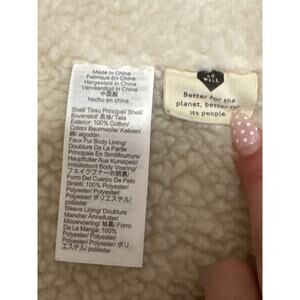 Made In China
Fabriqué En Chine
Hergestellt In China
Vervaardigd in China
中国製
hecho en china
Shell/ Tissu Principal/ Shell/
Bovenstof/ 表地/ Tela
Exterior: 100% Cotton/
Coton/ Baumwolle/ Katoen/
綿/ algodón
Faux Fur Body Lining/
Doublure De La Partie
Principale En Similifourrure/
Hauptfutter Aus Kunstpelz/
Imitatiebont Body Voering/
フェイクファーの胴裏/
Forro Del Cuerpo De Pelo
Sintéti: 100% Polyester/
Polyester/ Polyester/
Polyester/ ポリエステル/
poliéster
Sleeve Lining/ Doublure
Manche/ Ärmelfutter/
Mouwvoering/ 袖裏/ Forro
De La Manga: 100%
Polyester/ Polyester/
Polyester/ Polyester/ ポリ
エステル/ poliéster
DO
WELL
Better for the
planet, better for
its people.